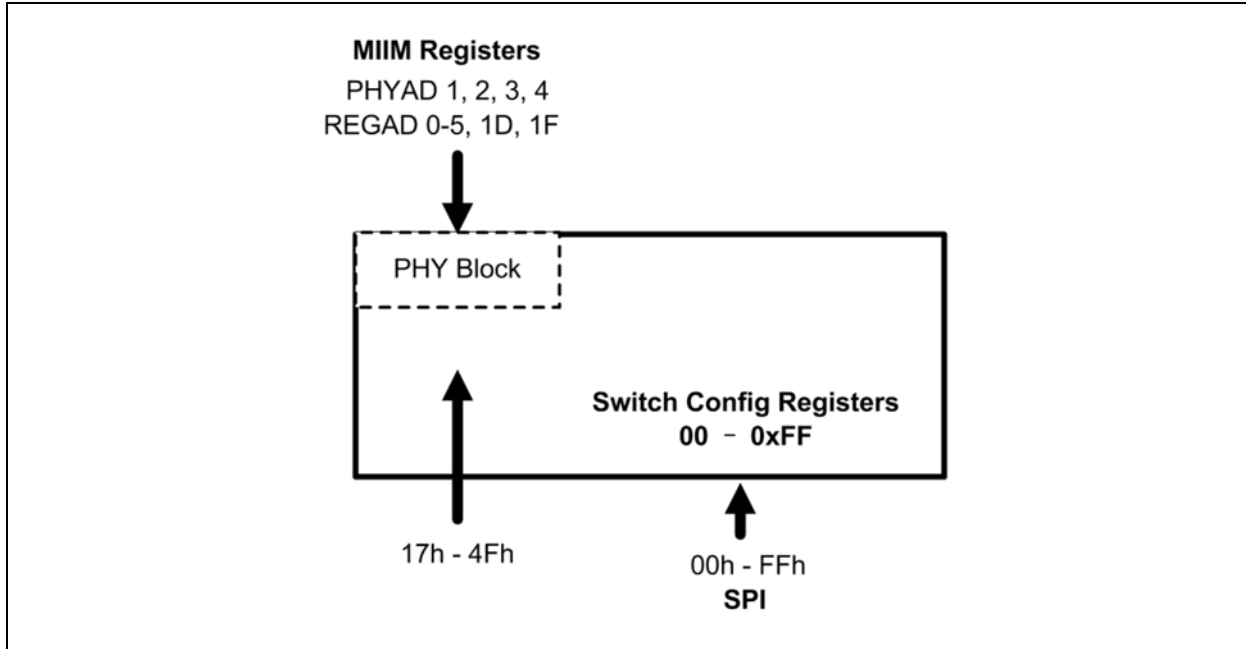 MIIM Registers
PHYAD 1, 2, 3, 4
REGAD 0-5, 1D, 1F
PHY Block
Switch Config Registers
00 - 0xFF
17h - 4Fh
00h - FFh
SPI